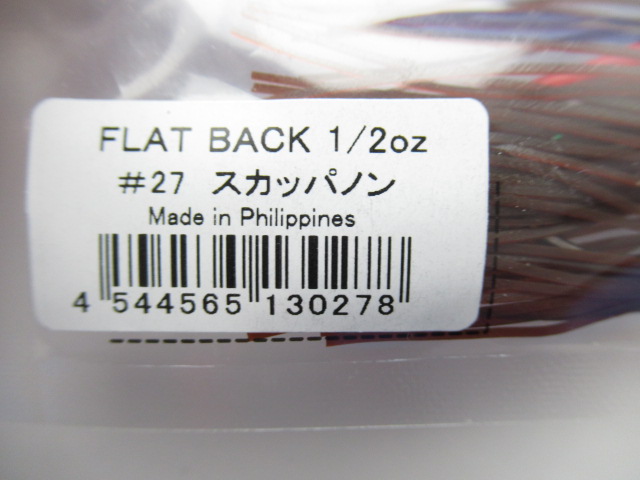 FLAT BACK 1/2oz
#27 スカッパノン
Made in Philippines
4 544565 130278